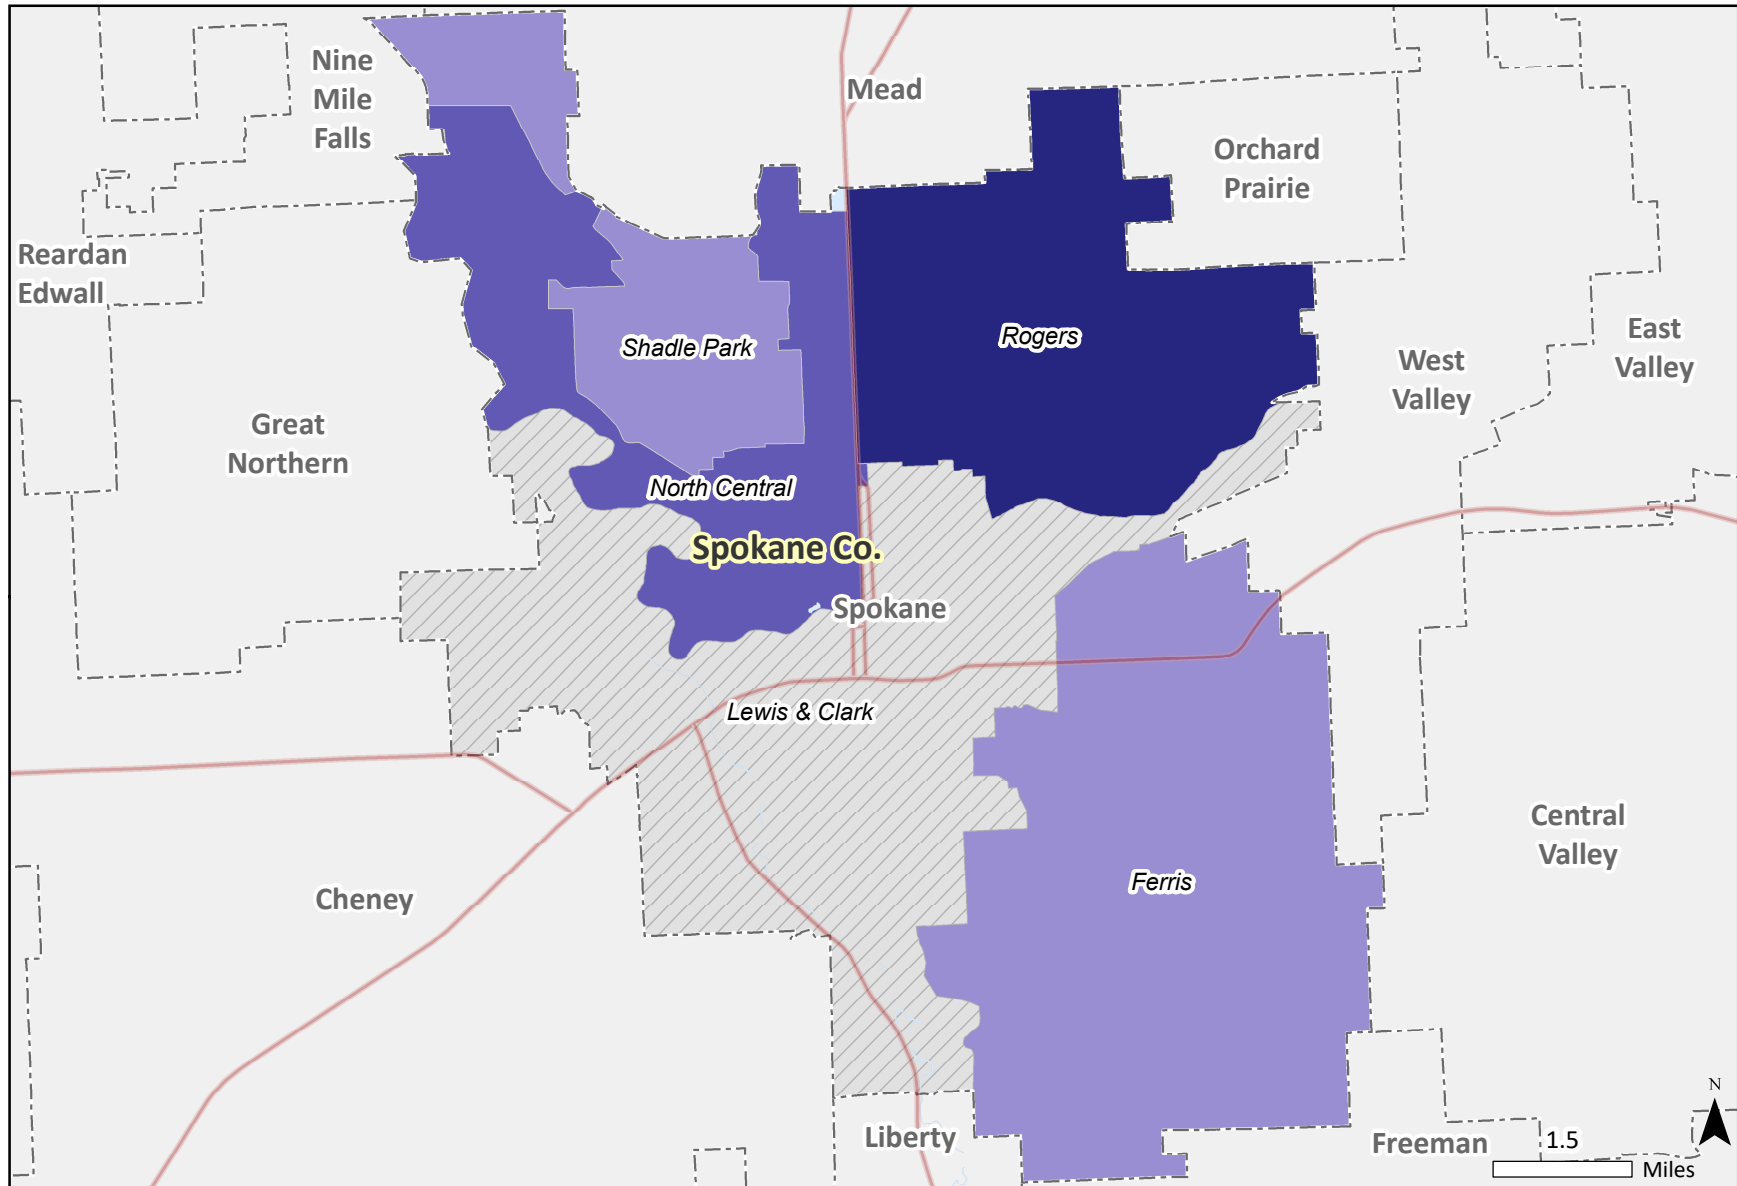 Nine
Mile
Falls
Mead
Orchard
Prairie
Reardan
Edwall
Shadle Park
Rogers
East
Valley
West
Valley
Great
Northern
North Central
Spokane Co.
Spokane
Lewis & Clark
Central
Valley
Ferris
Cheney
Liberty
Freeman
N
1.5
Miles